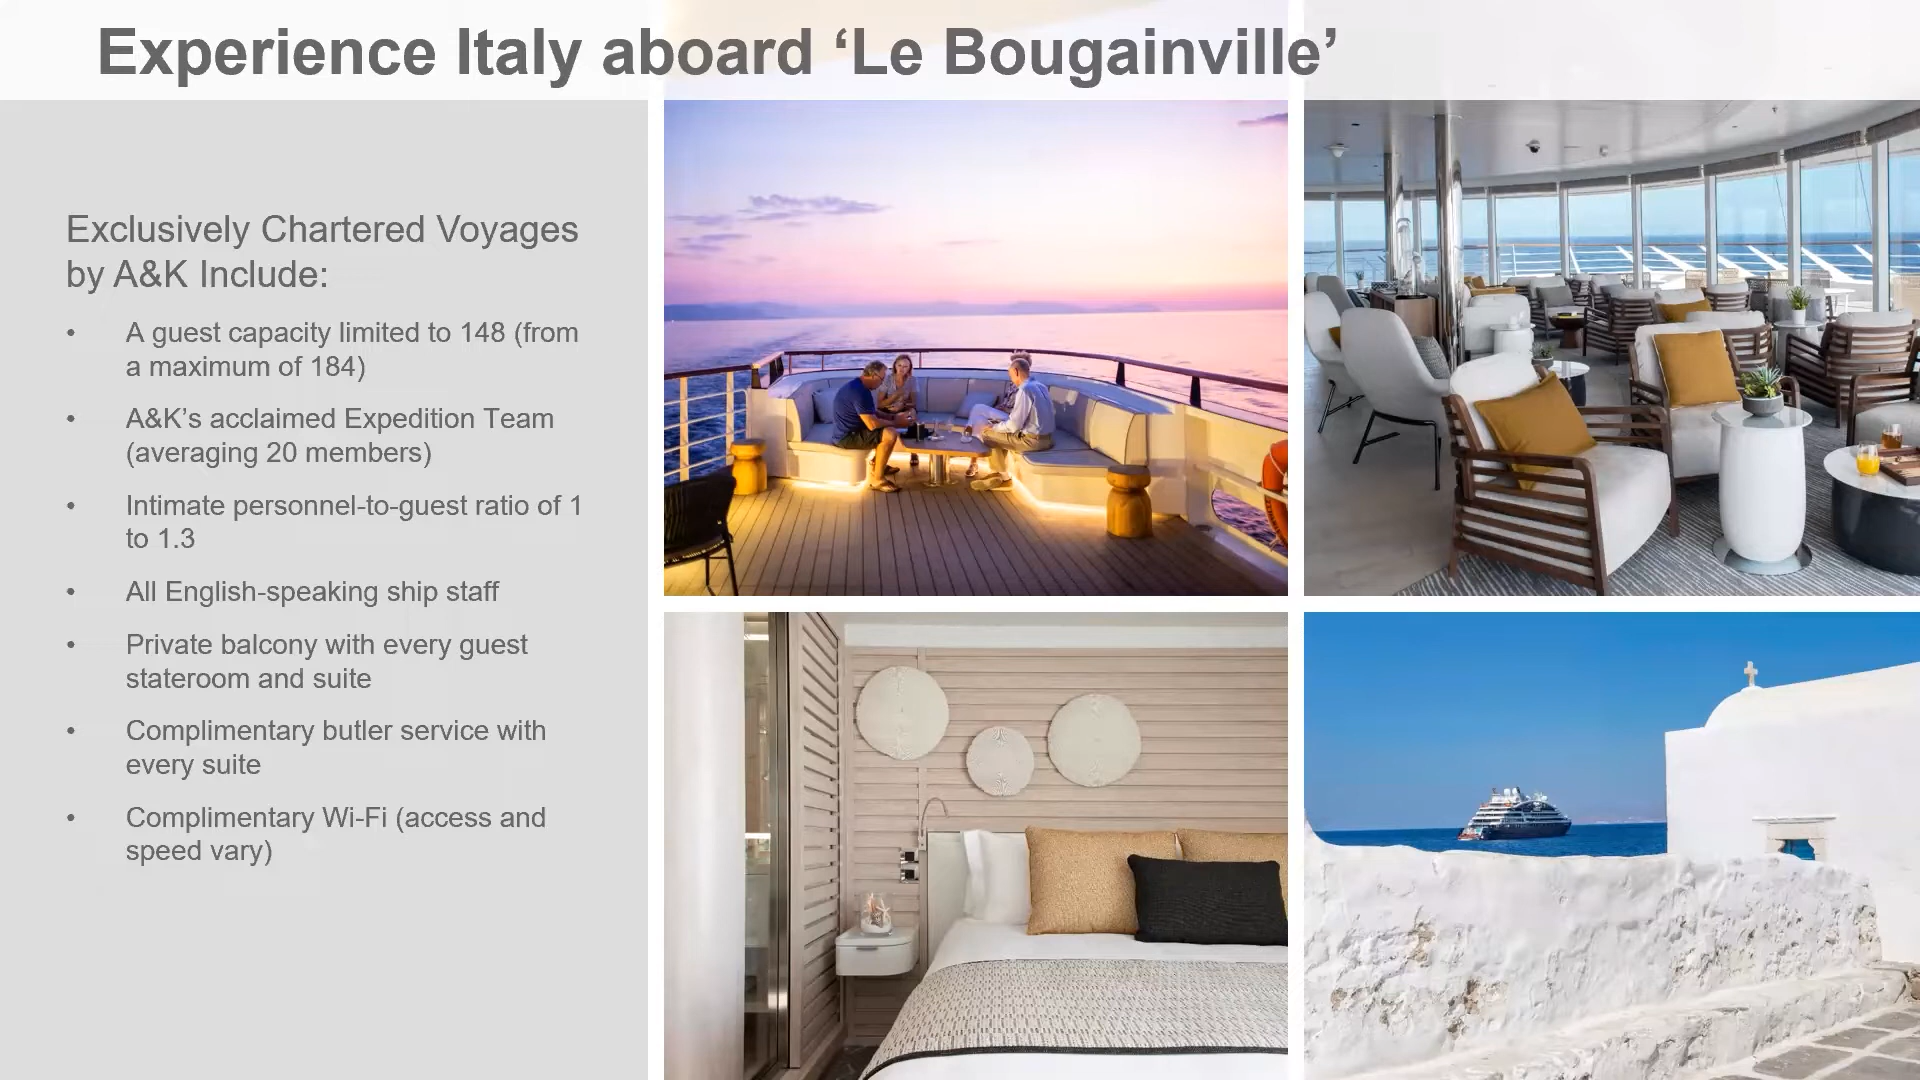 Experience Italy aboard ‘Le Bougainville’
Exclusively Chartered Voyages
by A&K Include:
• A guest capacity limited to 148 (from
a maximum of 184)
• A&K’s acclaimed Expedition Team
(averaging 20 members)
• Intimate personnel-to-guest ratio of 1
to 1.3
• All English-speaking ship staff
• Private balcony with every guest
stateroom and suite
• Complimentary butler service with
every suite
• Complimentary Wi-Fi (access and
speed vary)